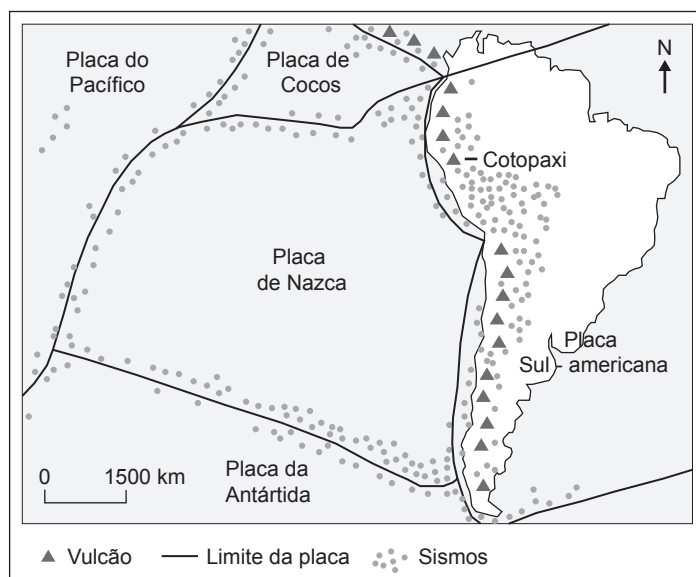 Placa do
Pacífico
Placa de
Cocos
N
Cotopaxi
Placa
de Nazca
Placa
Sul - americana
Placa da
Antártida
0 1500 km
Vulcão
Limite da placa
Sismos